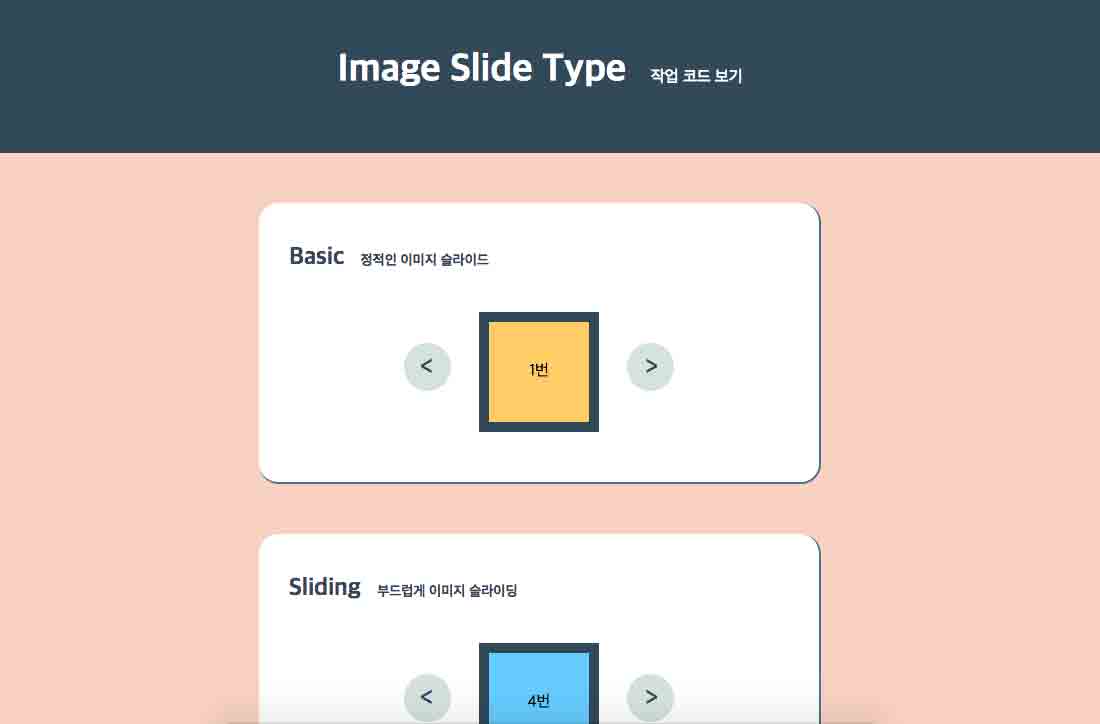 Image Slide Type 작업 코드 보기
Basic 정적인 이미지 슬라이드
< 1번 >
Sliding 부드럽게 이미지 슬라이딩
< 4번 >